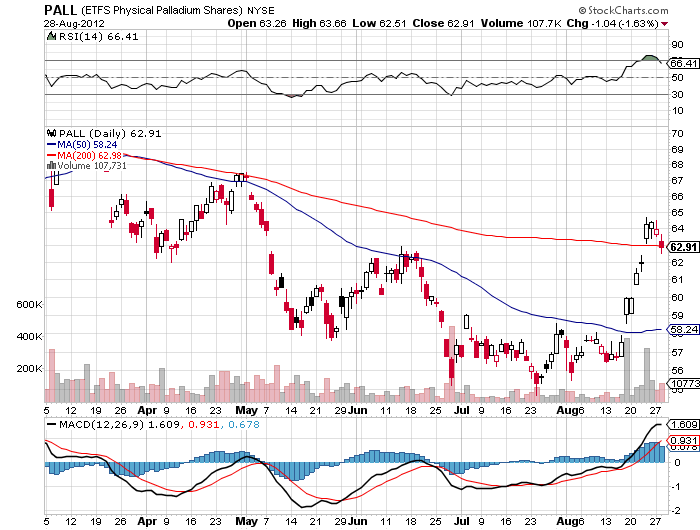 PALL (ETFS Physical Palladium Shares) NYSE © StockCharts.com
28-Aug-2012 Open 63.26 High 63.66 Low 62.51 Close 62.91 Volume 107.7K Chg -1.04 (-1.63%)
RSI(14) 66.41
90
70
66.41
50
30
10
PALL (Daily) 62.91
MA(50) 58.24
MA(200) 62.98
Volume 107,731
70
69
68
67
66
65
64
62.91
62
61
60
59
58.24
57
56
55
600K
400K
200K
10773
5 12 19 26 Apr 9 16 23 May 7 14 21 29 Jun 11 18 25 Jul 9 16 23 Aug 6 13 20 27
MACD(12,26,9) 1.609, 0.931, 0.678
1.609
0.931
0.678
0
-1
-2
5 12 19 26 Apr 9 16 23 May 7 14 21 29 Jun 11 18 25 Jul 9 16 23 Aug 6 13 20 27